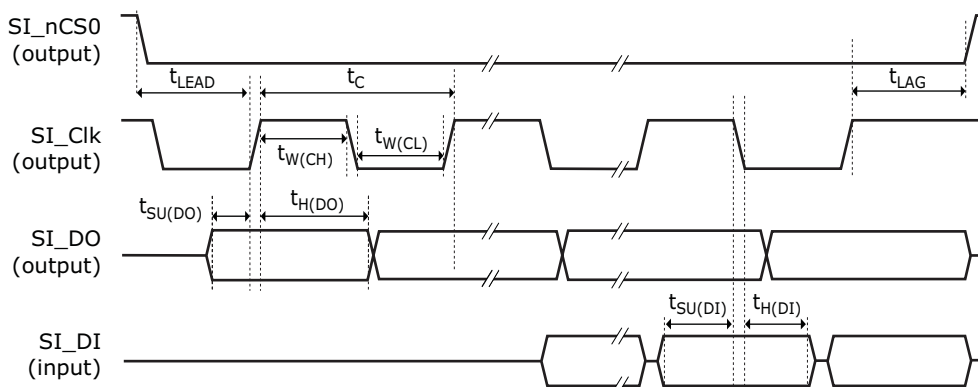 SI_nCS0
(output)
tLEAD
tC
tLAG
SI_Clk
(output)
tW(CH)
tW(CL)
tSU(DO)
tH(DO)
SI_DO
(output)
tSU(DI)
tH(DI)
SI_DI
(input)